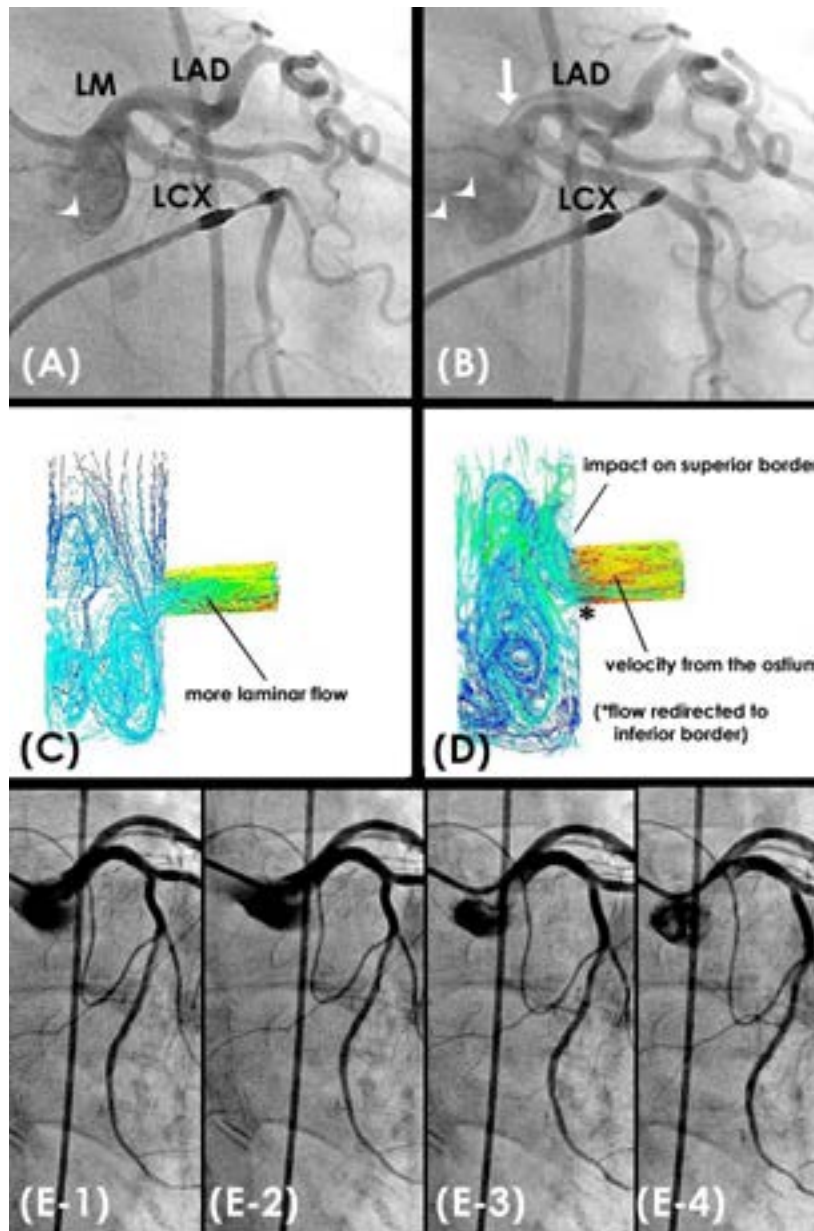 LM
LAD
LCX
(A)
LAD
LCX
(B)
more laminar flow
(C)
impact on superior border
*
velocity from the ostium
(*flow redirected to
inferior border)
(D)
(E-1)
(E-2)
(E-3)
(E-4)